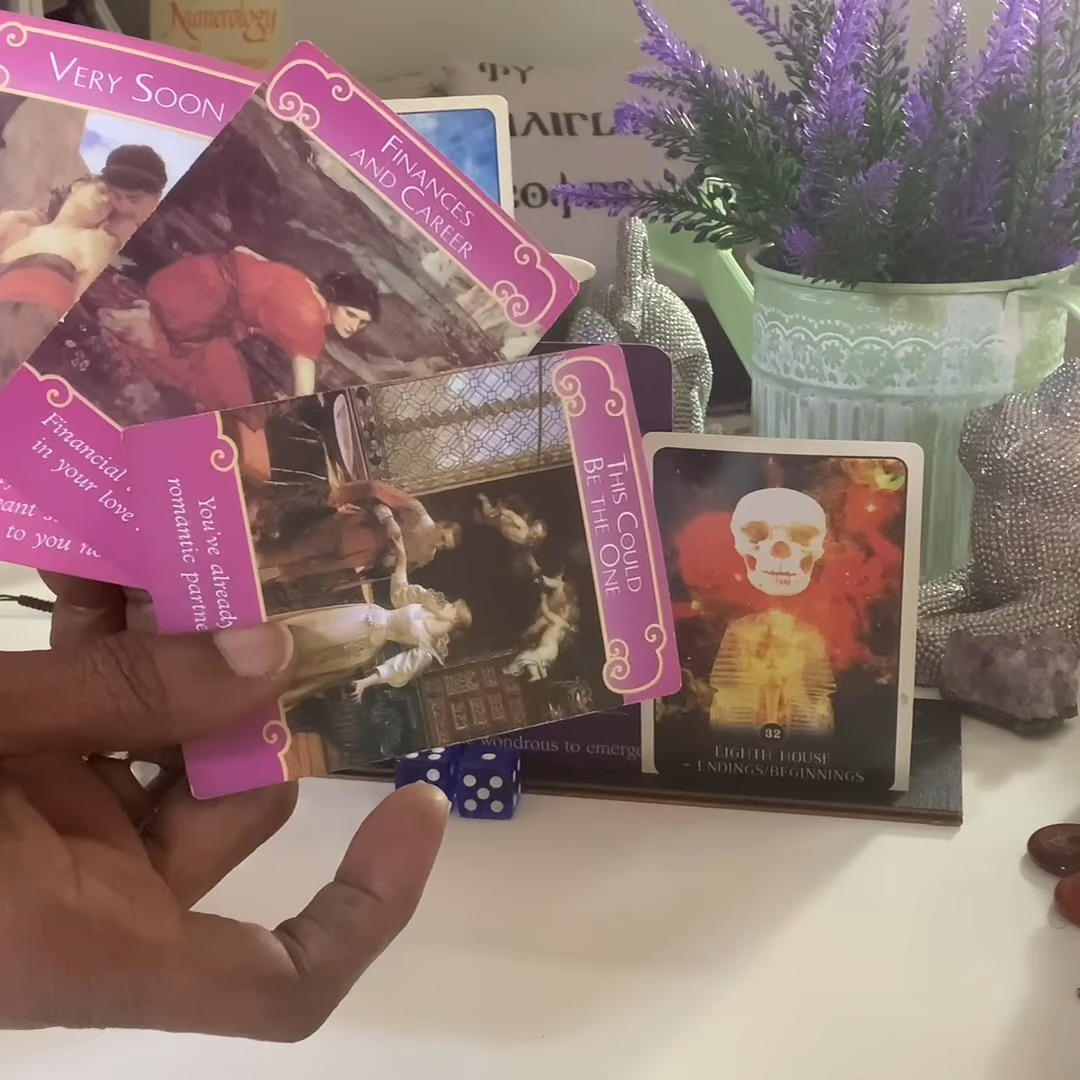 Numerology
VERY SOON
FINANCES
AND CAREER
Financial
in your love
to you
THIS COULD
BE THE ONE
You've already
romantic
wondrous to emerge
32
EIGHTH HOUSE
- ENDINGS/BEGINNINGS